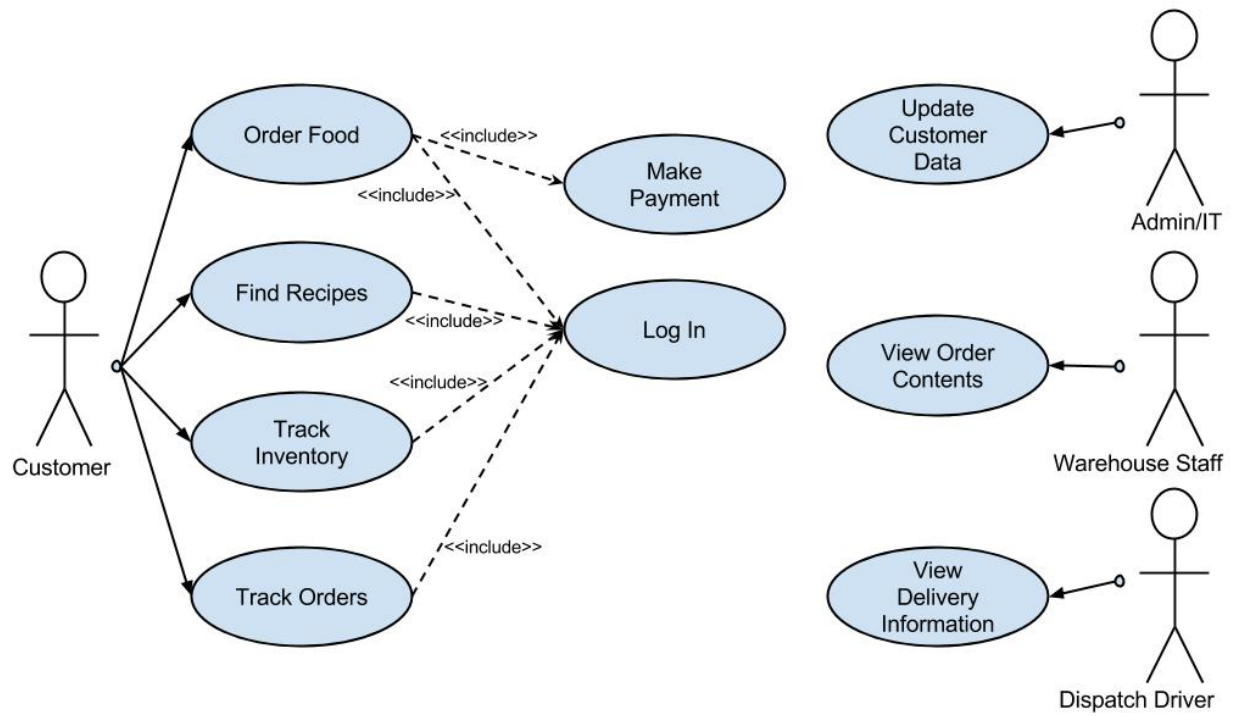 Order Food
<<include>>
Make
Payment
<<include>>
Update
Customer
Data
Admin/IT
Find Recipes
<<include>>
Log In
View Order
Contents
<<include>>
Track
Inventory
Customer
Warehouse Staff
<<include>>
Track Orders
View
Delivery
Information
Dispatch Driver